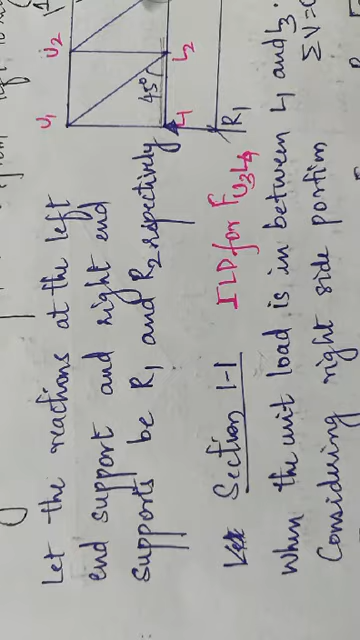 Let the reactions at the left
end support and right end
supports be R1 and R2 respectively
Section 1-1 ILD for FU3L4
When the unit load is in between L1 and L3.
Considering right side portion
ΣV=0
U1
U2
L1
L2
45°
R1